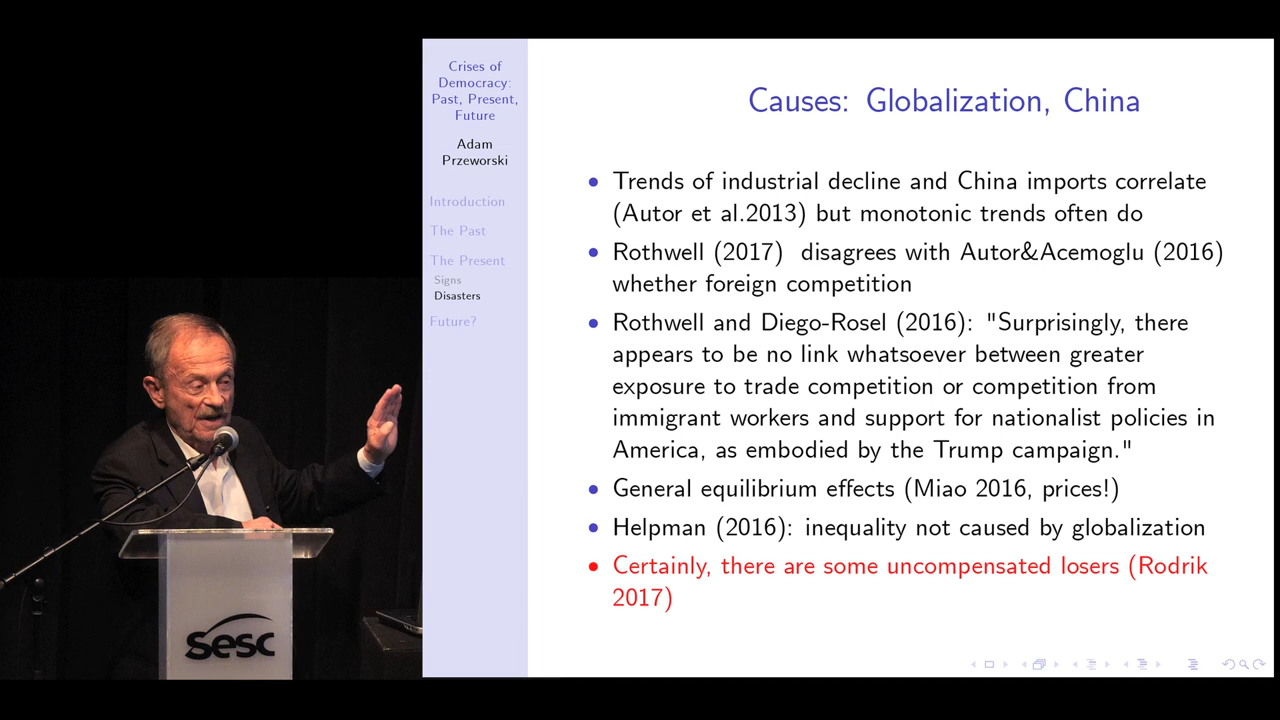 Crises of
Democracy:
Past, Present,
Future
Adam
Przeworski
Introduction
The Past
The Present
Signs
Disasters
Future?
Causes: Globalization, China
• Trends of industrial decline and China imports correlate
(Autor et al.2013) but monotonic trends often do
• Rothwell (2017) disagrees with Autor&Acemoglu (2016)
whether foreign competition
• Rothwell and Diego-Rosel (2016): "Surprisingly, there
appears to be no link whatsoever between greater
exposure to trade competition or competition from
immigrant workers and support for nationalist policies in
America, as embodied by the Trump campaign."
• General equilibrium effects (Miao 2016, prices!)
• Helpman (2016): inequality not caused by globalization
• Certainly, there are some uncompensated losers (Rodrik
2017)
sesc